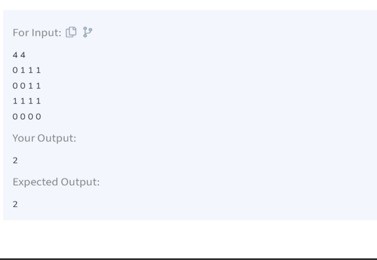 For Input:
4 4
0 1 1 1
0 0 1 1
1 1 1 1
0 0 0 0
Your Output:
2
Expected Output:
2